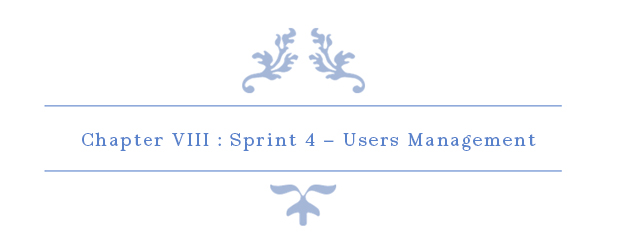 Chapter VIII : Sprint 4 – Users Management